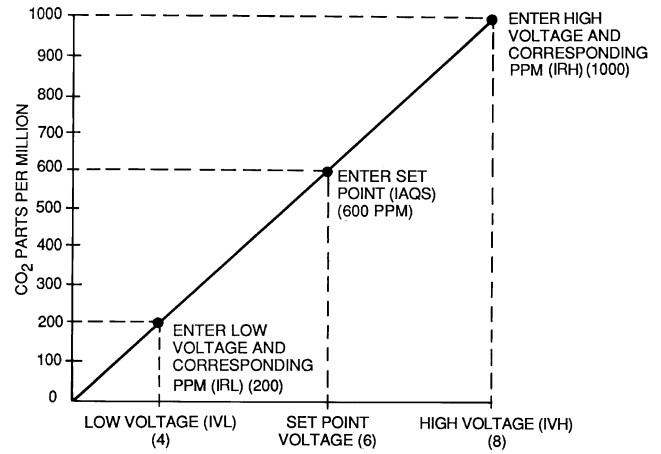 CO2 PARTS PER MILLION
1000
900
800
700
600
500
400
300
200
100
0
ENTER HIGH
VOLTAGE AND
CORRESPONDING
PPM (IRH) (1000)
ENTER SET
POINT (IAQS)
(600 PPM)
ENTER LOW
VOLTAGE AND
CORRESPONDING
PPM (IRL) (200)
LOW VOLTAGE (IVL)
(4)
SET POINT
VOLTAGE (6)
HIGH VOLTAGE (IVH)
(8)